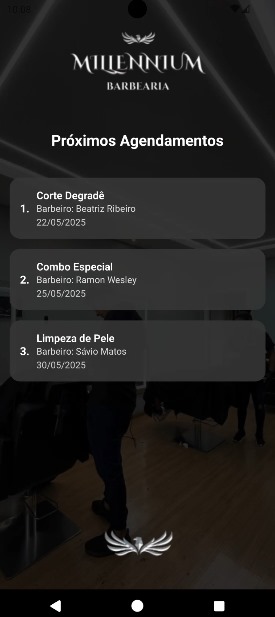 MILLENNIUM
BARBEARIA
Próximos Agendamentos
Corte Degradê
1. Barbeiro: Beatriz Ribeiro
22/05/2025
Combo Especial
2. Barbeiro: Ramon Wesley
25/05/2025
Limpeza de Pele
3. Barbeiro: Sávio Matos
30/05/2025